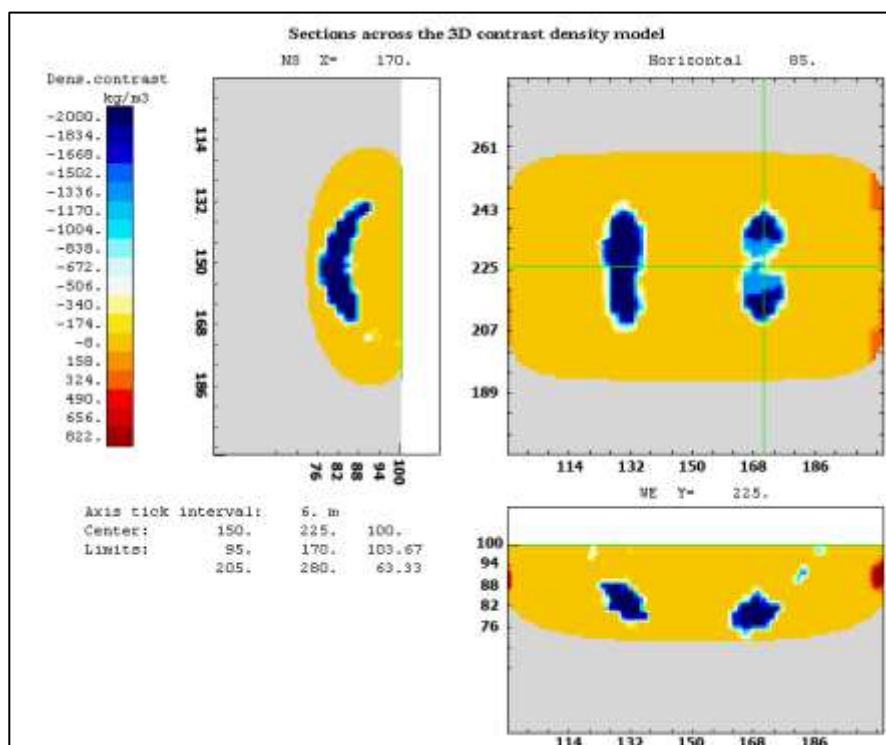 Sections across the 3D contrast density model
NS X= 170.
Horizontal 85.
Dens.contrast
kg/m3
-2000.
-1834.
-1668.
-1502.
-1336.
-1170.
-1004.
-838.
-672.
-506.
-340.
-174.
-8.
158.
324.
490.
656.
822.
114
132
150
168
186
76 82 88 94 100
261
243
225
207
189
114 132 150 168 186
WE Y= 225.
100
94
88
82
76
114 132 150 168 186
Axis tick interval: 6. m
Center: 150. 225. 100.
Limits: 95. 170. 103.67
205. 280. 63.33